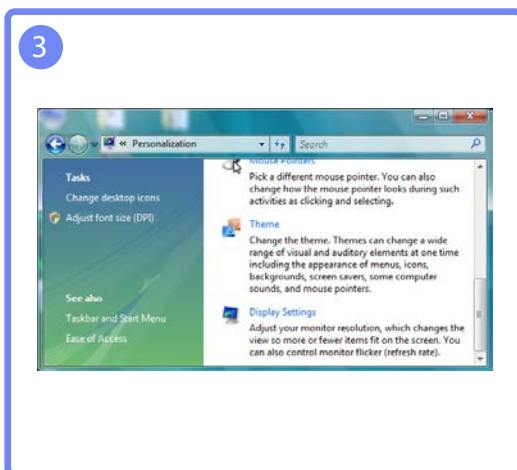 3
« Personalization
Search
Tasks
Change desktop icons
Adjust font size (DPI)
See also
Taskbar and Start Menu
Ease of Access
Mouse Pointers
Pick a different mouse pointer. You can also
change how the mouse pointer looks during such
activities as clicking and selecting.
Theme
Change the theme. Themes can change a wide
range of visual and auditory elements at one time
including the appearance of menus, icons,
backgrounds, screen savers, some computer
sounds, and mouse pointers.
Display Settings
Adjust your monitor resolution, which changes the
view so more or fewer items fit on the screen. You
can also control monitor flicker (refresh rate).